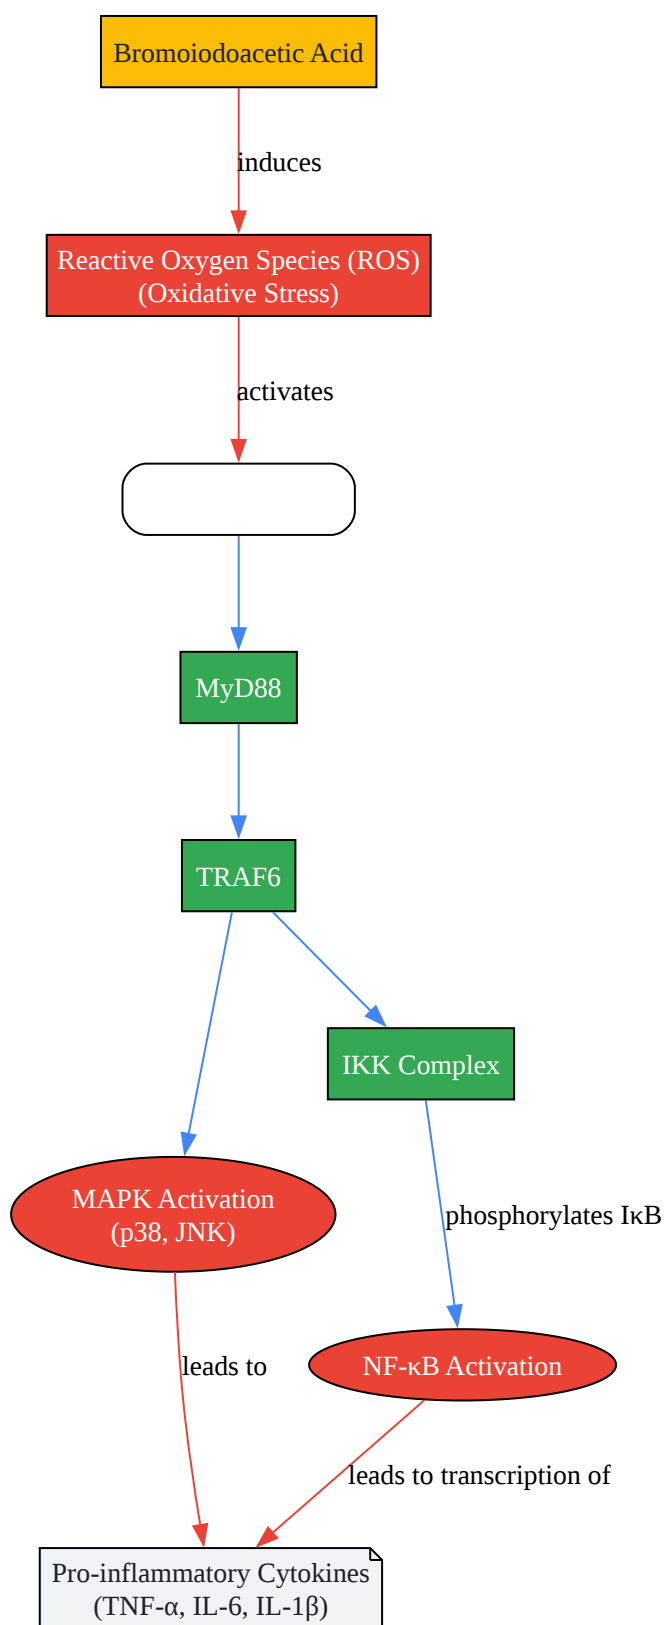 Bromoiodoacetic Acid
induces
Reactive Oxygen Species (ROS)
(Oxidative Stress)
activates
MyD88
TRAF6
IKK Complex
MAPK Activation
(p38, JNK)
phosphorylates IκB
leads to
NF-κB Activation
leads to transcription of
Pro-inflammatory Cytokines
(TNF-α, IL-6, IL-1β)